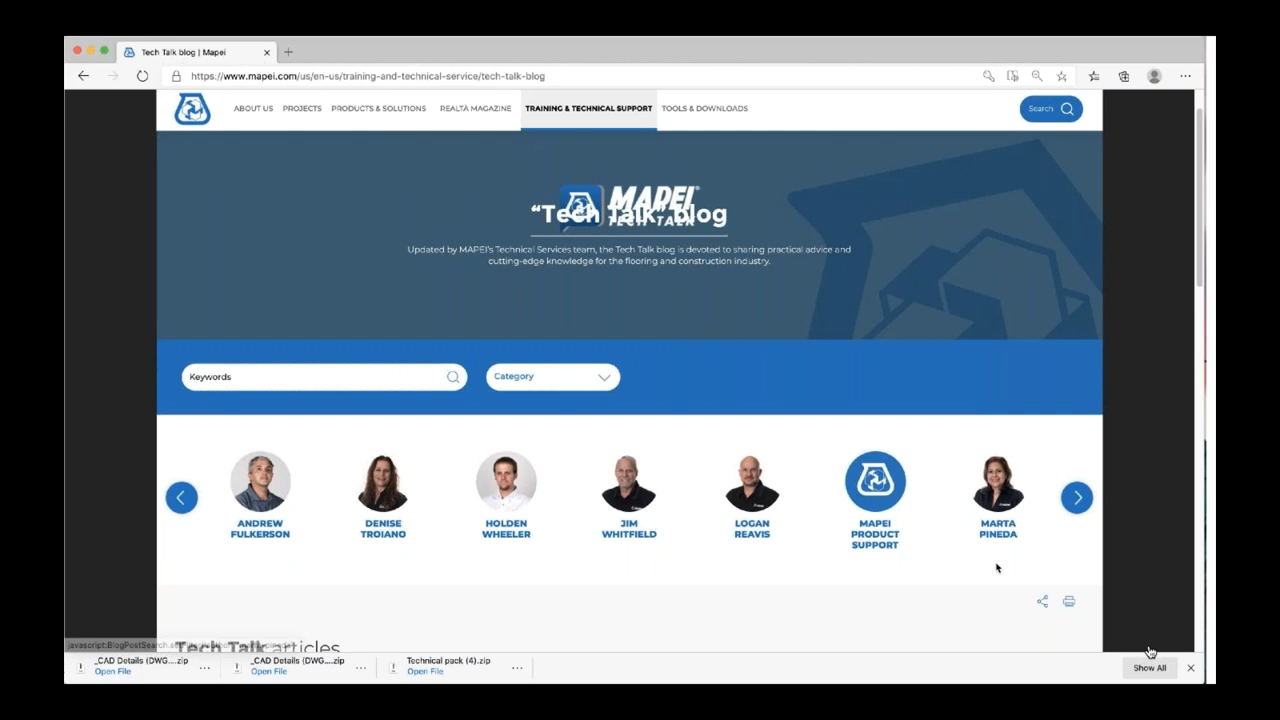 Tech Talk blog | Mapei
https://www.mapei.com/us/en-us/training-and-technical-service/tech-talk-blog
ABOUT US PROJECTS PRODUCTS & SOLUTIONS REALTA MAGAZINE TRAINING & TECHNICAL SUPPORT TOOLS & DOWNLOADS Search
MAPEI®
TECH TALK
“Tech Talk” blog
Updated by MAPEI's Technical Services team, the Tech Talk blog is devoted to sharing practical advice and
cutting-edge knowledge for the flooring and construction industry.
Keywords Category
ANDREW
FULKERSON
DENISE
TROIANO
HOLDEN
WHEELER
JIM
WHITFIELD
LOGAN
REAVIS
MAPEI
PRODUCT
SUPPORT
MARTA
PINEDA
Tech Talk articles
_CAD Details (DWG....zip
Open File
_CAD Details (DWG....zip
Open File
Technical pack (4).zip
Open File
Show All